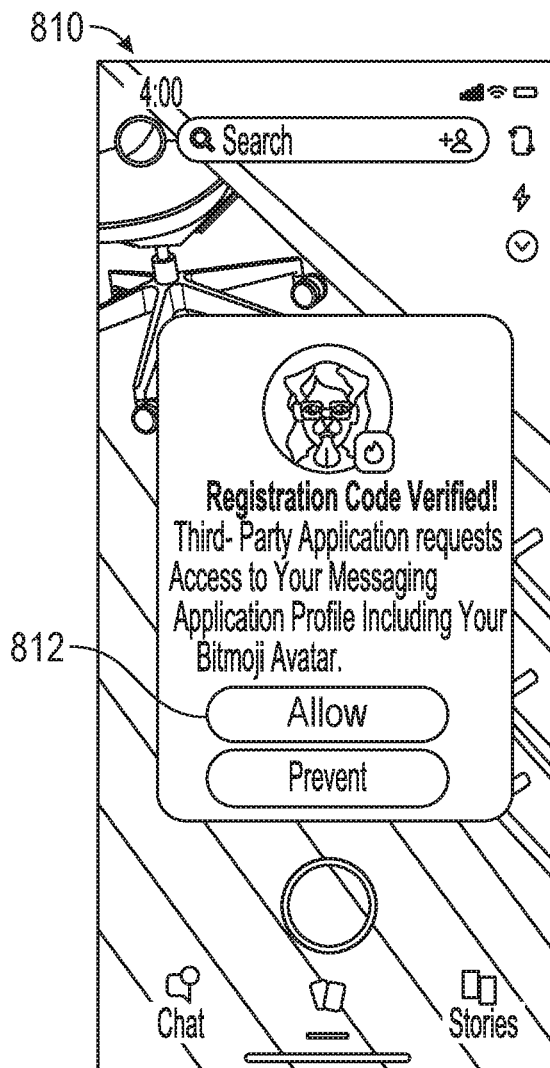 810
4:00
Search
Registration Code Verified!
Third- Party Application requests
Access to Your Messaging
Application Profile Including Your
Bitmoji Avatar.
812
Allow
Prevent
Chat
Stories